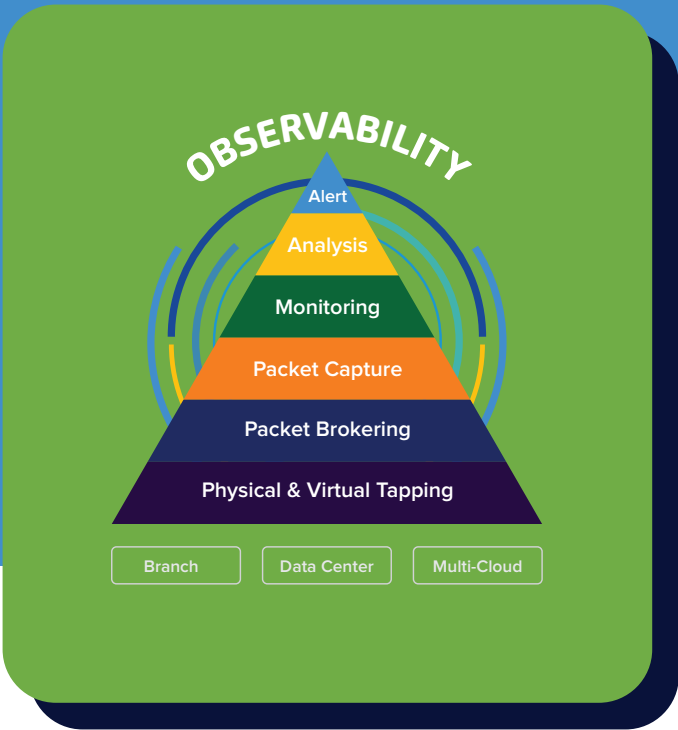 OBSERVABILITY
Alert
Analysis
Monitoring
Packet Capture
Packet Brokering
Physical & Virtual Tapping
Branch
Data Center
Multi-Cloud